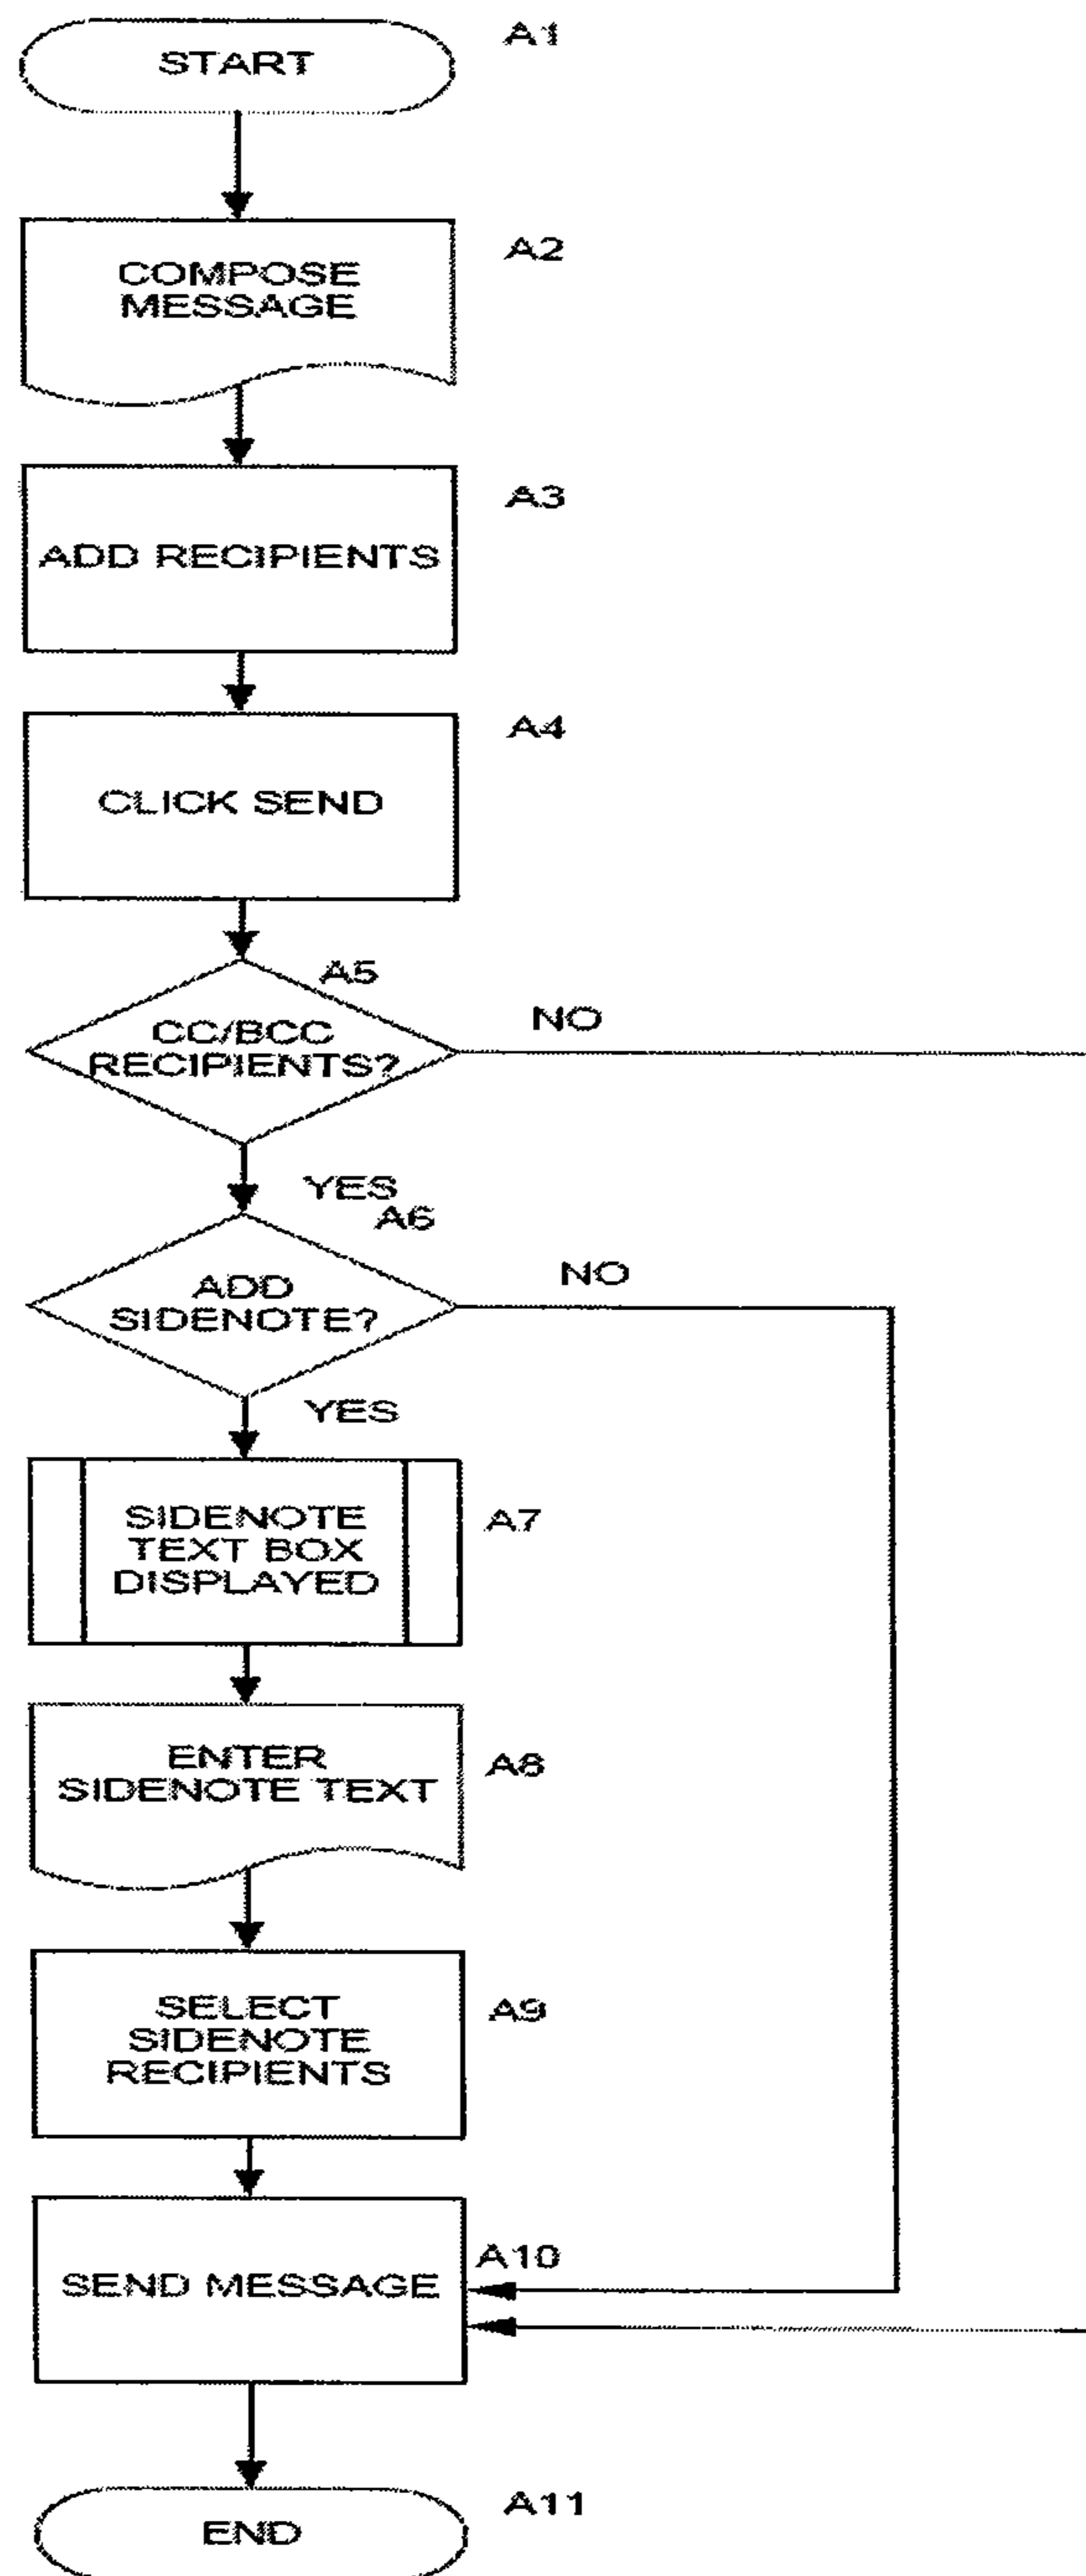 START
A1
COMPOSE
MESSAGE
A2
ADD RECIPIENTS
A3
CLICK SEND
A4
A5
CC/BCC
RECIPIENTS?
NO
YES
A6
ADD
SIDENOTE?
NO
YES
SIDENOTE
TEXT BOX
DISPLAYED
A7
ENTER
SIDENOTE TEXT
A8
SELECT
SIDENOTE
RECIPIENTS
A9
SEND MESSAGE
A10
END
A11